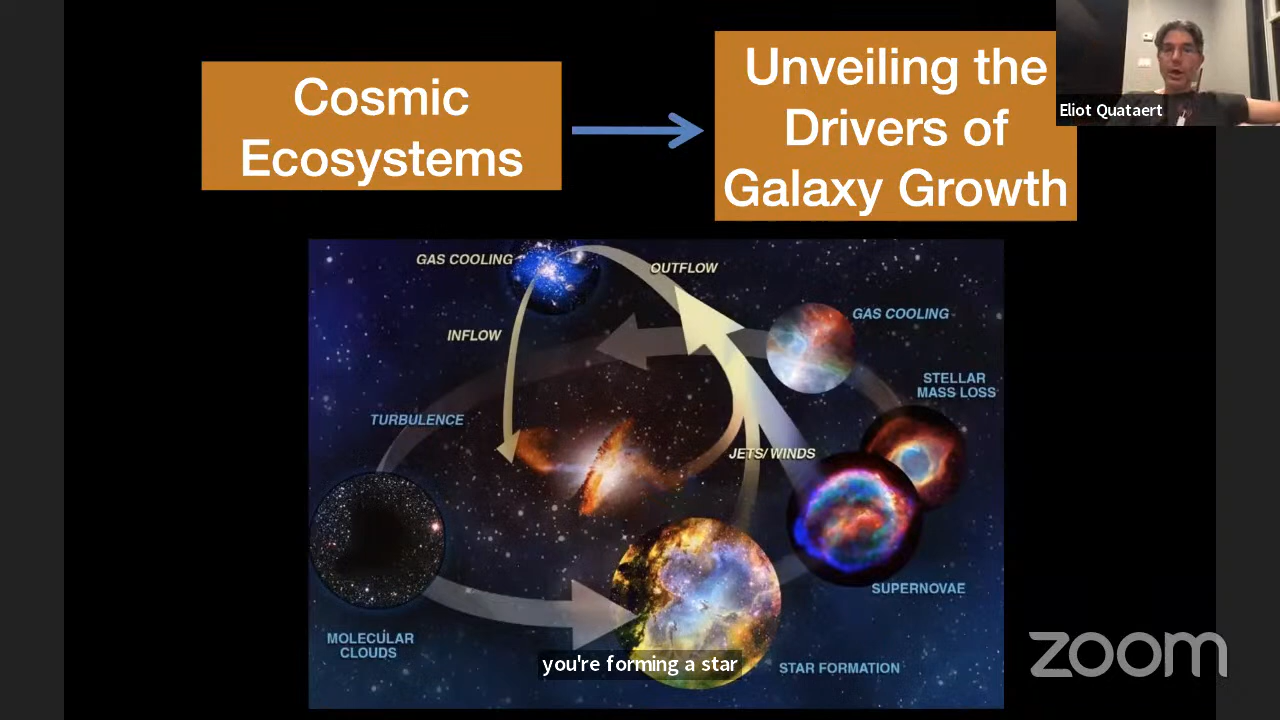 Cosmic
Ecosystems
Unveiling the
Drivers of
Galaxy Growth
Eliot Quataert
GAS COOLING
OUTFLOW
GAS COOLING
INFLOW
STELLAR
MASS LOSS
TURBULENCE
JETS/WINDS
SUPERNOVAE
MOLECULAR
CLOUDS
you're forming a star
STAR FORMATION
zoom